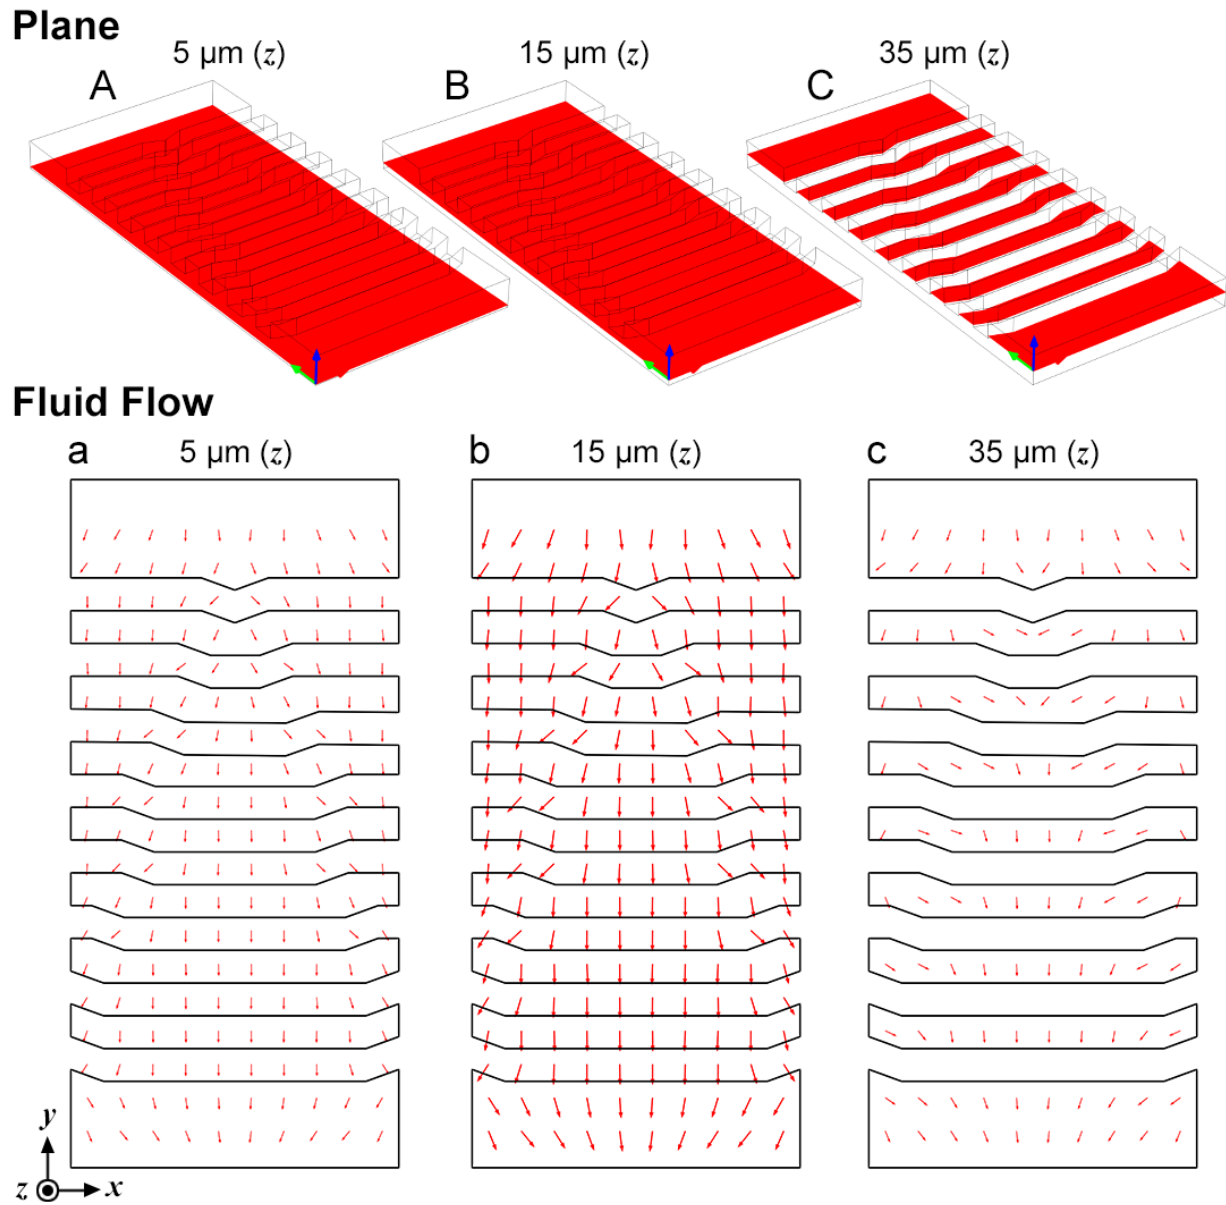 Plane
5 µm (z) 15 µm (z) 35 µm (z)
A B C
Fluid Flow
a 5 µm (z) b 15 µm (z) c 35 µm (z)
y
z x